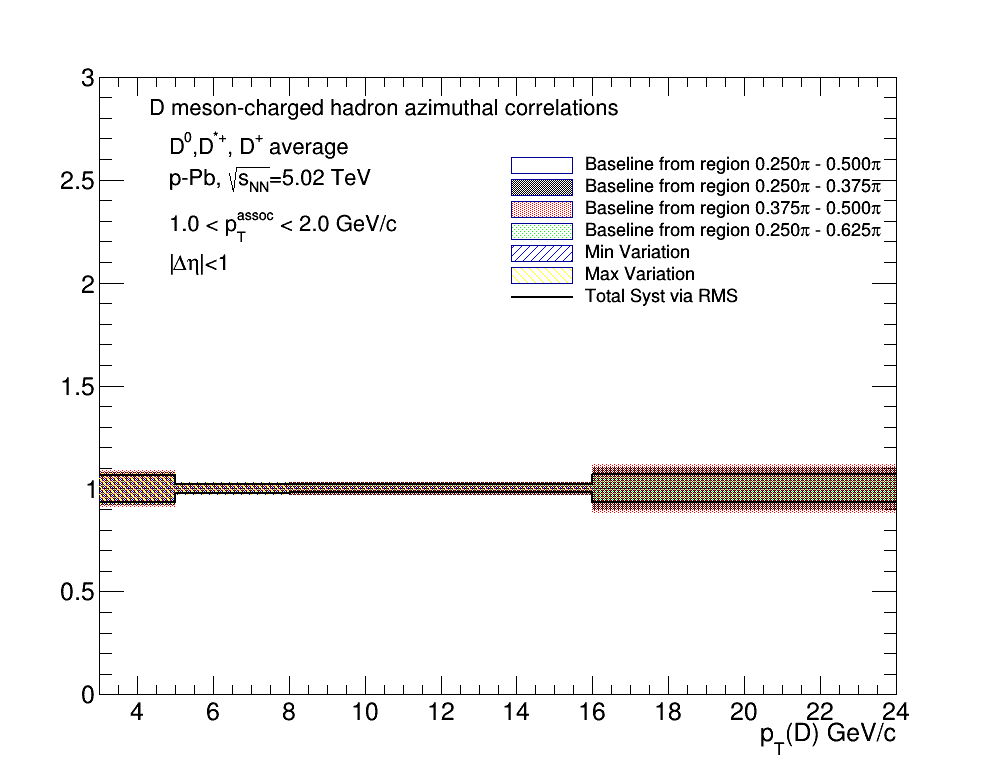 D meson-charged hadron azimuthal correlations
D⁰,D*⁺, D⁺ average
p-Pb, √s_NN=5.02 TeV
1.0 < p_T^assoc < 2.0 GeV/c
|Δη|<1
Baseline from region 0.250π - 0.500π
Baseline from region 0.250π - 0.375π
Baseline from region 0.375π - 0.500π
Baseline from region 0.250π - 0.625π
Min Variation
Max Variation
Total Syst via RMS
3
2.5
2
1.5
1
0.5
0
4 6 8 10 12 14 16 18 20 22 24
p_T(D) GeV/c